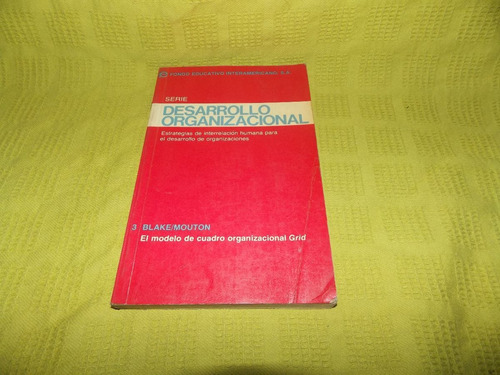 FONDO EDUCATIVO INTERAMERICANO, S.A.
SERIE
DESARROLLO
ORGANIZACIONAL
Estrategias de interrelación humana para
el desarrollo de organizaciones
3 BLAKE/MOUTON
El modelo de cuadro organizacional Grid